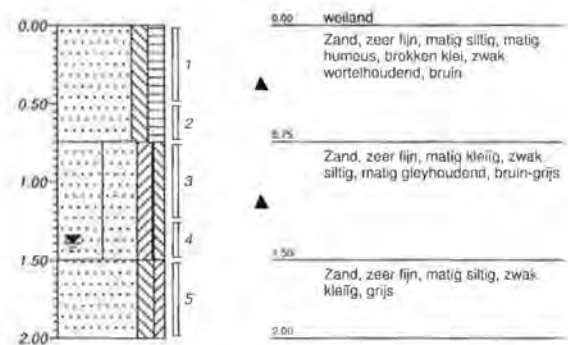 0.00
0.50
1.00
1.50
2.00
1
2
3
4
5
0.00 weiland
Zand, zeer fijn, matig siltig, matig
humeus, brokken klei, zwak
wortelhoudend, bruin
0.75
Zand, zeer fijn, matig kleiïg, zwak
siltig, matig gleyhoudend, bruin-grijs
1.50
Zand, zeer fijn, matig siltig, zwak
kleiïg, grijs
2.00